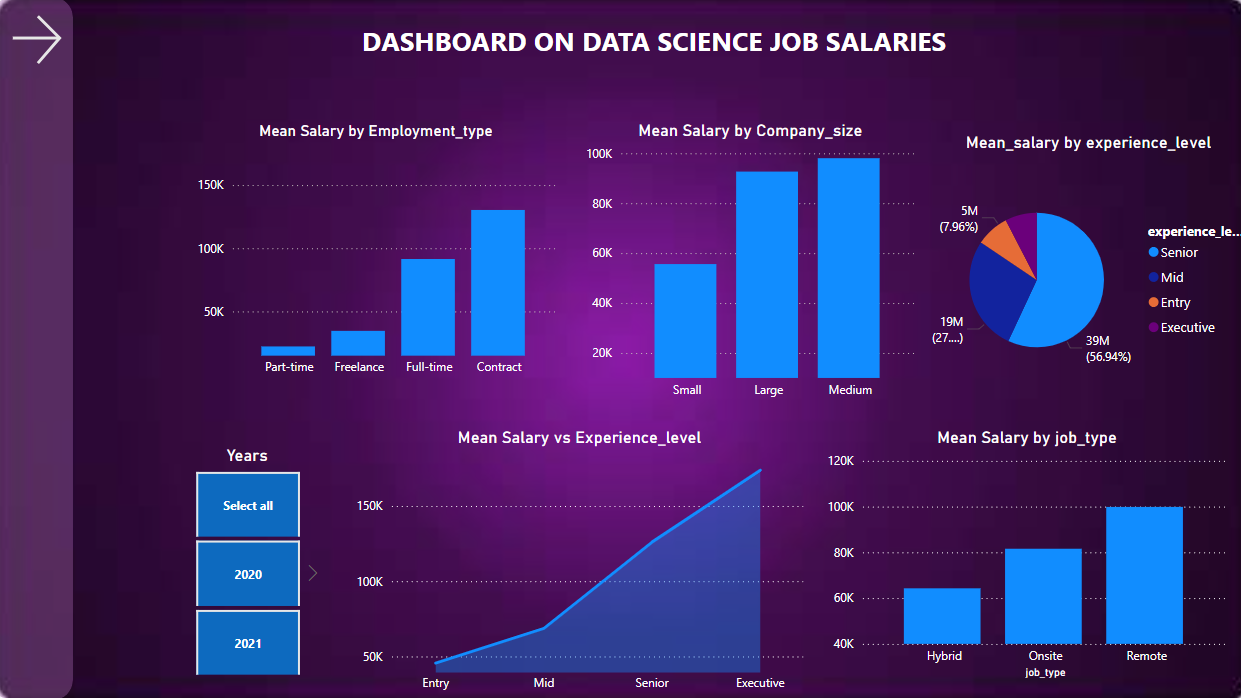 DASHBOARD ON DATA SCIENCE JOB SALARIES
Mean Salary by Employment_type
150K
100K
50K
Part-time Freelance Full-time Contract
Mean Salary by Company_size
100K
80K
60K
40K
20K
Small Large Medium
Mean_salary by experience_level
5M
(7.96%)
19M
(27....)
39M
(56.94%)
experience_le...
Senior
Mid
Entry
Executive
Years
Select all
2020
2021
Mean Salary vs Experience_level
150K
100K
50K
Entry Mid Senior Executive
Mean Salary by job_type
120K
100K
80K
60K
40K
Hybrid Onsite Remote
job_type